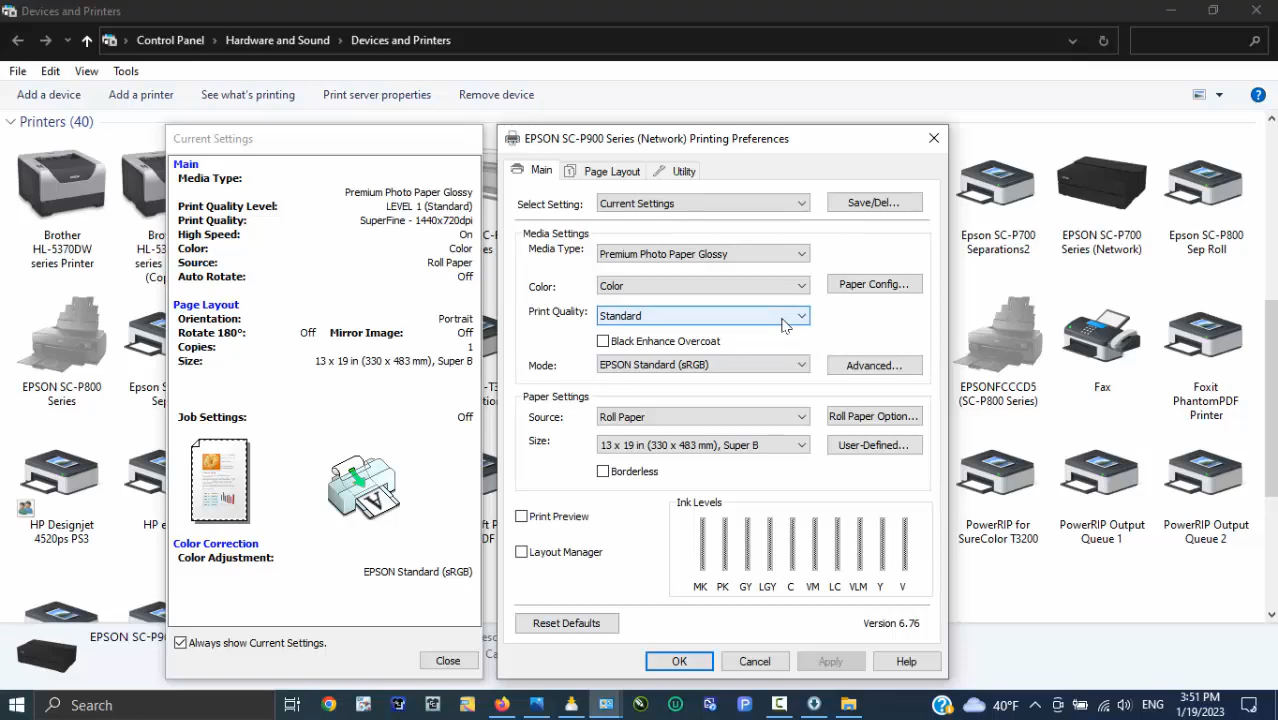 Devices and Printers
Control Panel
Hardware and Sound
Devices and Printers
File Edit View Tools
Add a device Add a printer See what's printing Print server properties Remove device
Printers (40)
Brother
HL-5370DW
series Printer
EPSON SC-P800
Series
HP Designjet
4520ps PS3
Current Settings
Main
Media Type:
Premium Photo Paper Glossy
Print Quality Level: LEVEL 1 (Standard)
Print Quality: SuperFine - 1440x720dpi
High Speed: On
Color: Color
Source: Roll Paper
Auto Rotate: Off
Page Layout
Orientation: Portrait
Rotate 180°: Off Mirror Image: Off
Copies: 1
Size: 13 x 19 in (330 x 483 mm), Super B
Job Settings: Off
Color Correction
Color Adjustment:
EPSON Standard (sRGB)
Always show Current Settings.
Close
EPSON SC-P900 Series (Network) Printing Preferences
Main Page Layout Utility
Select Setting: Current Settings Save/Del...
Media Settings
Media Type: Premium Photo Paper Glossy
Color: Color Paper Config...
Print Quality: Standard
Black Enhance Overcoat
Mode: EPSON Standard (sRGB) Advanced...
Paper Settings
Source: Roll Paper Roll Paper Option...
Size: 13 x 19 in (330 x 483 mm), Super B User-Defined...
Borderless
Print Preview
Layout Manager
Ink Levels
MK PK GY LGY C VM LC VLM Y V
Reset Defaults
Version 6.76
OK Cancel Apply Help
Epson SC-P700
Separations2
EPSON SC-P700
Series (Network)
Epson SC-P800
Sep Roll
EPSONFCCCD5
(SC-P800 Series)
Fax
Foxit
PhantomPDF
Printer
PowerRIP for
SureColor T3200
PowerRIP Output
Queue 1
PowerRIP Output
Queue 2
Search
40°F
ENG
3:51 PM
1/19/2023